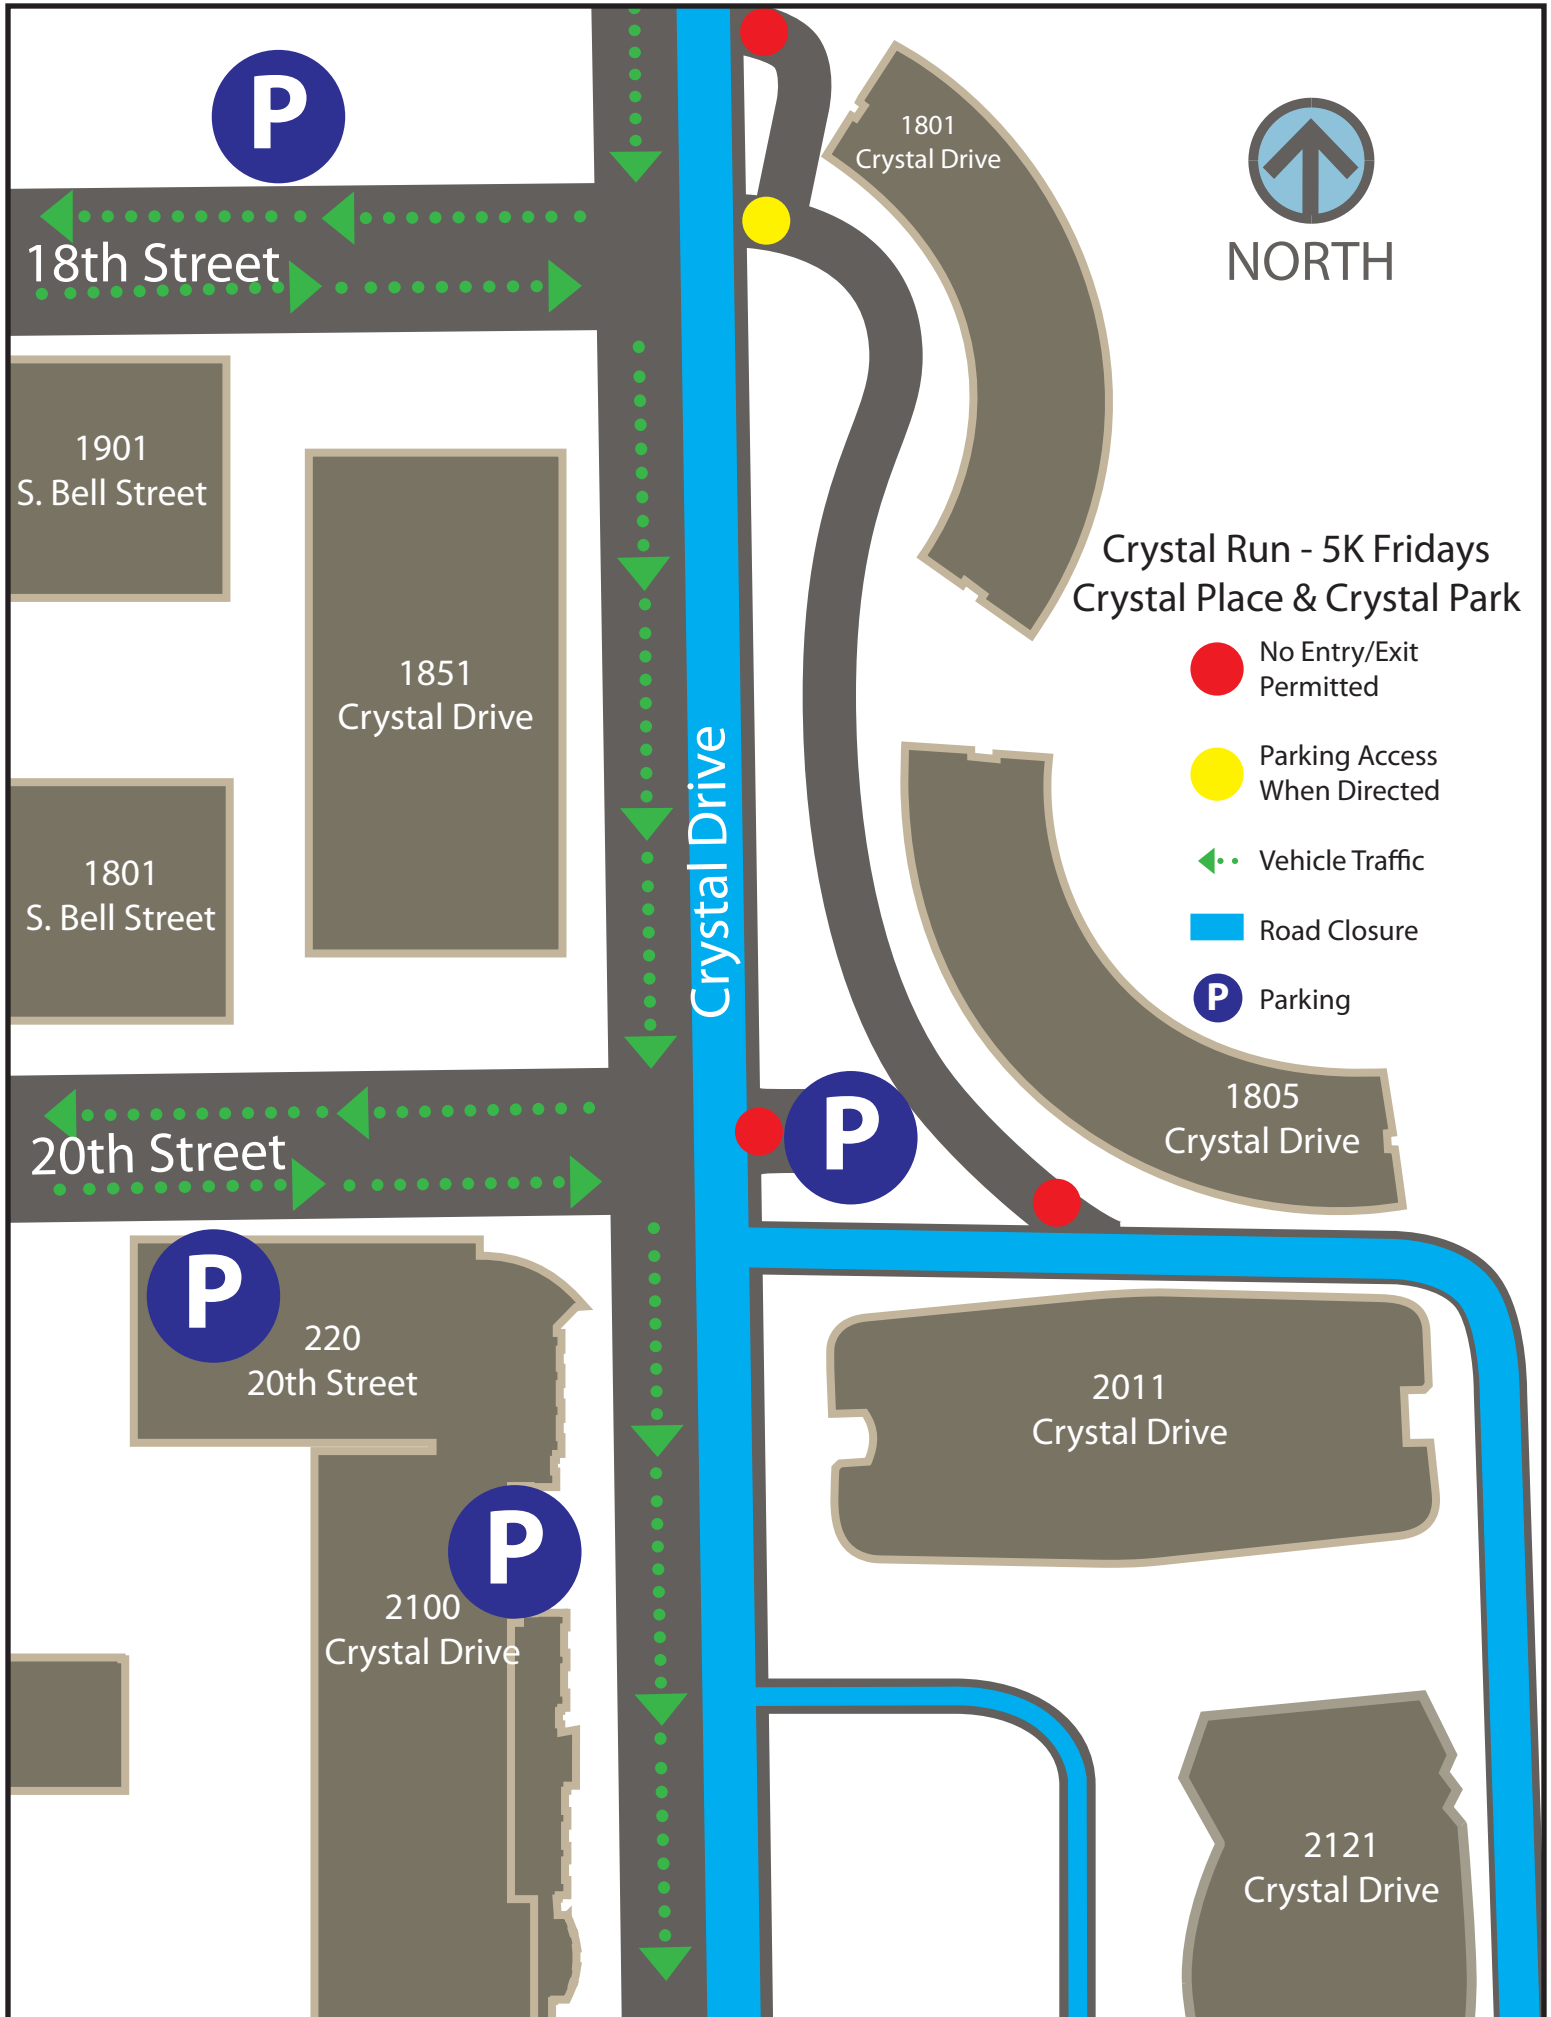 P
1801
Crystal Drive
NORTH
18th Street
1901
S. Bell Street
Crystal Run - 5K Fridays
Crystal Place & Crystal Park
No Entry/Exit
Permitted
1851
Crystal Drive
Parking Access
When Directed
Crystal Drive
Vehicle Traffic
1801
S. Bell Street
Road Closure
P
Parking
1805
Crystal Drive
P
20th Street
P
220
20th Street
2011
Crystal Drive
P
2100
Crystal Drive
2121
Crystal Drive